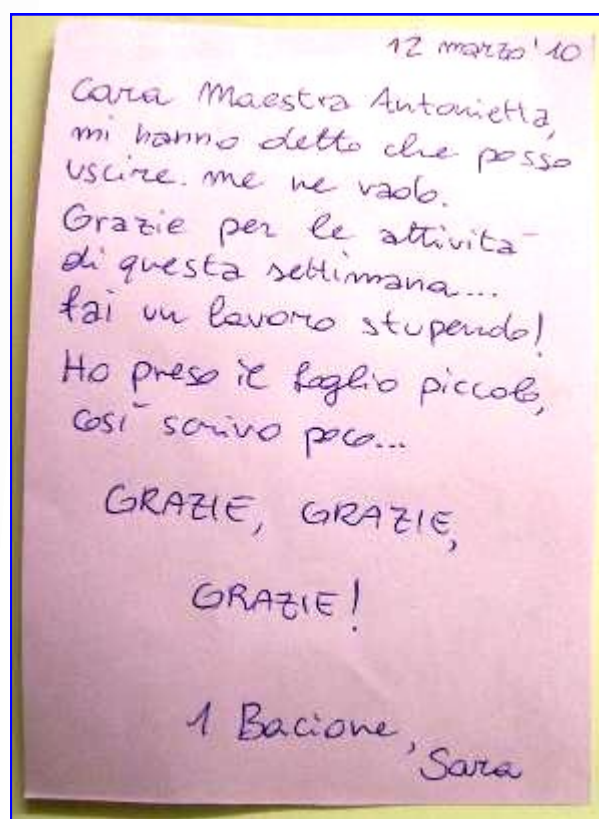 12 marzo '10
Cara Maestra Antonietta,
mi hanno detto che posso
uscire. me ne vado.
Grazie per le attività
di questa settimana...
fai un lavoro stupendo!
Ho preso il foglio piccolo,
così scrivo poco...
GRAZIE, GRAZIE,
GRAZIE!
1 Bacione,
Sara